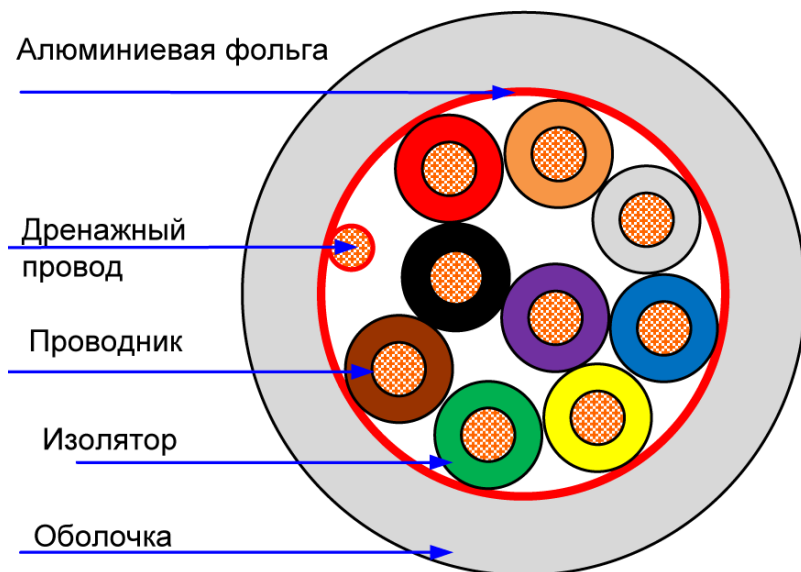 Алюминиевая фольга
Дренажный
провод
Проводник
Изолятор
Оболочка